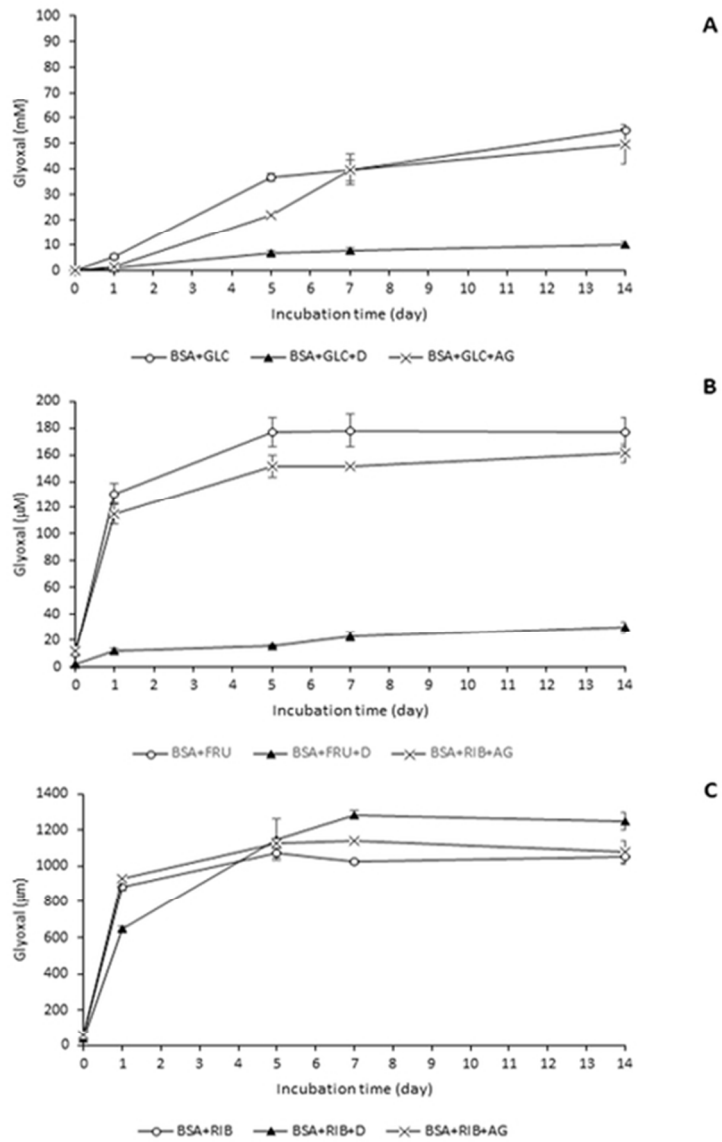 A
100
90
80
70
60
50
40
30
20
10
0
Glyoxal (mM)
0 1 2 3 4 5 6 7 8 9 10 11 12 13 14
Incubation time (day)
BSA+GLC BSA+GLC+D BSA+GLC+AG
B
200
180
160
140
120
100
80
60
40
20
0
Glyoxal (μM)
0 1 2 3 4 5 6 7 8 9 10 11 12 13 14
Incubation time (day)
BSA+FRU BSA+FRU+D BSA+RIB+AG
C
1400
1200
1000
800
600
400
200
0
Glyoxal (μm)
0 1 2 3 4 5 6 7 8 9 10 11 12 13 14
Incubation time (day)
BSA+RIB BSA+RIB+D BSA+RIB+AG